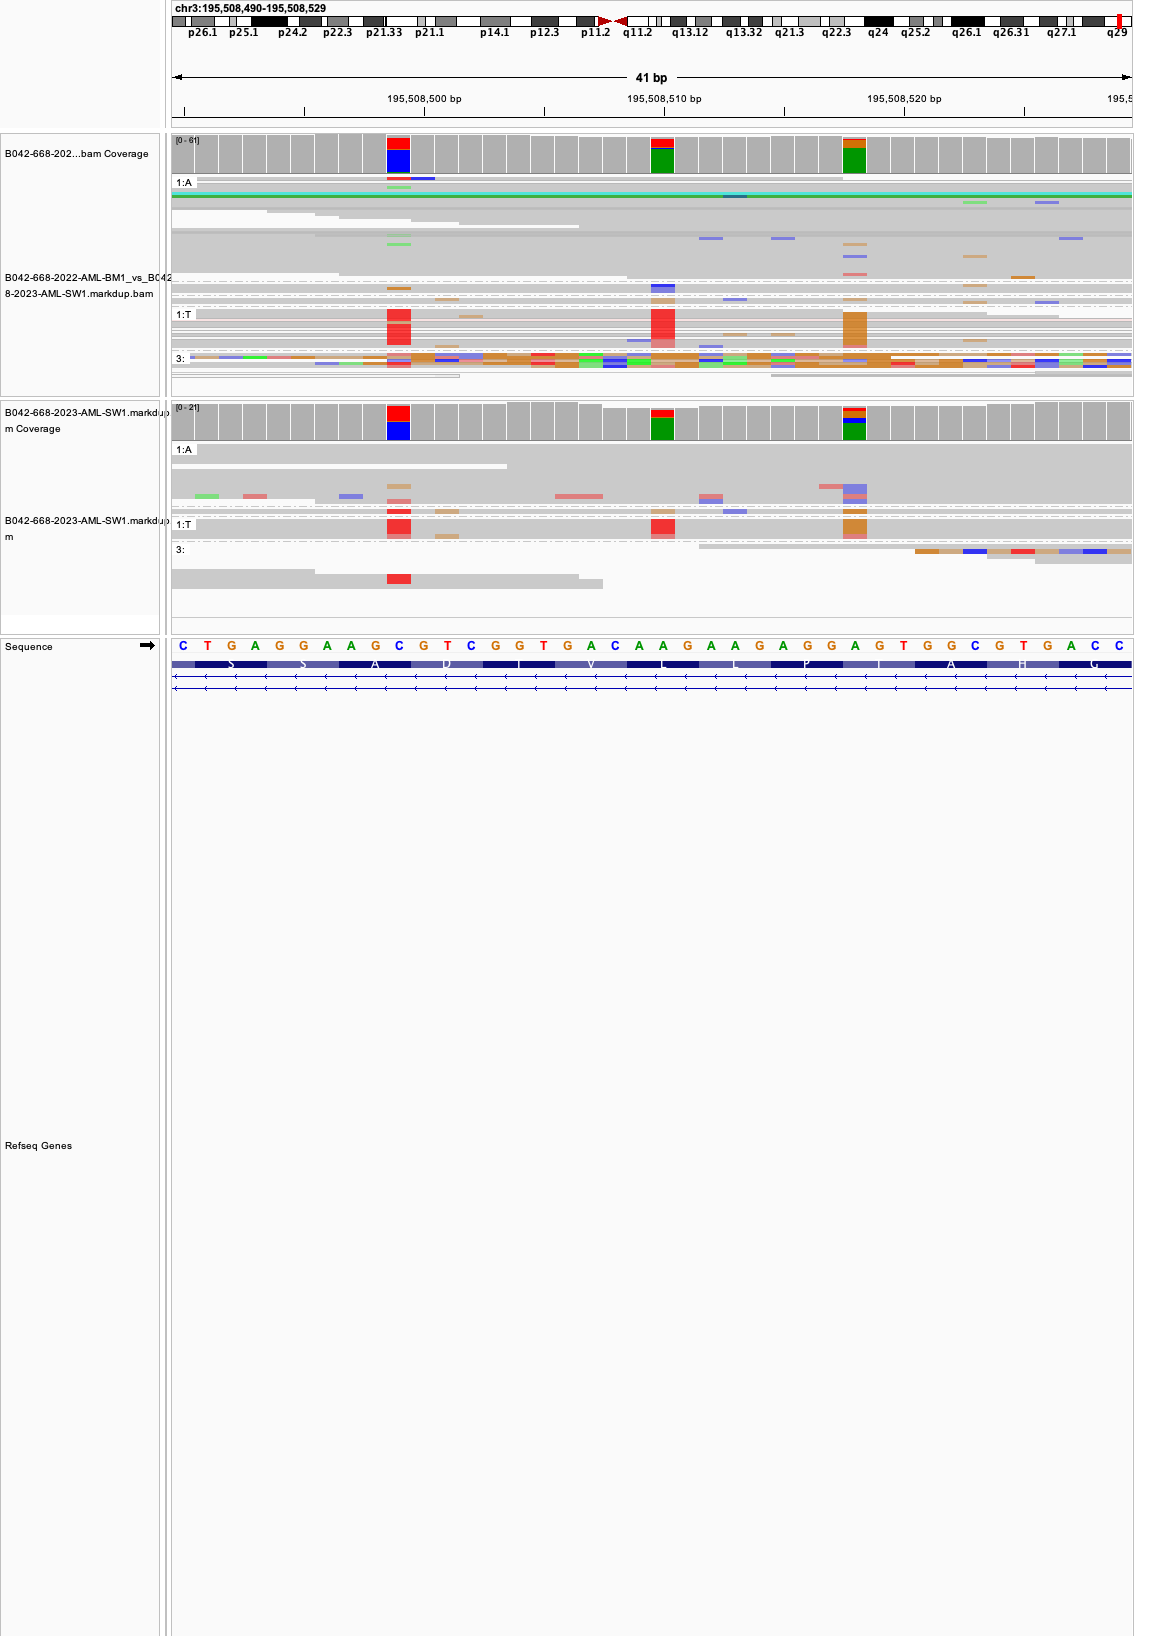 chr3:195,508,490-195,508,529
p26.1 p25.1 p24.2 p22.3 p21.33 p21.1 p14.1 p12.3 p11.2 q11.2 q13.12 q13.32 q21.3 q22.3 q24 q25.2 q26.1 q26.31 q27.1 q29
41 bp
195,508,500 bp 195,508,510 bp 195,508,520 bp 195,5
[0 - 61]
B042-668-202...bam Coverage
1:A
B042-668-2022-AML-BM1_vs_B042
8-2023-AML-SW1.markdup.bam
1:T
3:
[0 - 21]
B042-668-2023-AML-SW1.markdup
m Coverage
1:A
B042-668-2023-AML-SW1.markdup
m
1:T
3:
Sequence C T G A G G A A G C G T C G G T G A C A A G A A G A G G A G T G G C G T G A C C
S S A D T V L L P T A H G
Refseq Genes